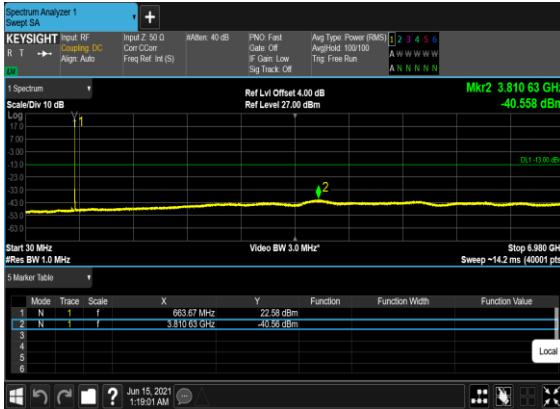 Spectrum Analyzer 1
Swept SA
+
KEYSIGHT Input: RF Input Z: 50 Ω #Atten: 40 dB PNO: Fast Avg Type: Power (RMS) 1 2 3 4 5 6
R T Coupling: DC Corr CCorr Gate: Off Avg|Hold: 100/100 A W W W W W
Align: Auto Freq Ref: Int (S) IF Gain: Low Trig: Free Run
Sig Track: Off A N N N N N
1 Spectrum
Ref Lvl Offset 4.00 dB Mkr2 3.810 63 GHz
Scale/Div 10 dB Ref Level 27.00 dBm -40.558 dBm
Log
17.0
7.00
-3.00
-13.0 DL1 -13.00 dBm
-23.0
-33.0
-43.0
-53.0
-63.0
1
2
Start 30 MHz Video BW 3.0 MHz* Stop 6.980 GH
#Res BW 1.0 MHz Sweep ~14.2 ms (40001 pts
5 Marker Table
Mode Trace Scale X Y Function Function Width Function Value
1 N 1 f 663.67 MHz 22.58 dBm
2 N 1 f 3.810 63 GHz -40.56 dBm
3
4
5
6
Local
? Jun 15, 2021
1:19:01 AM